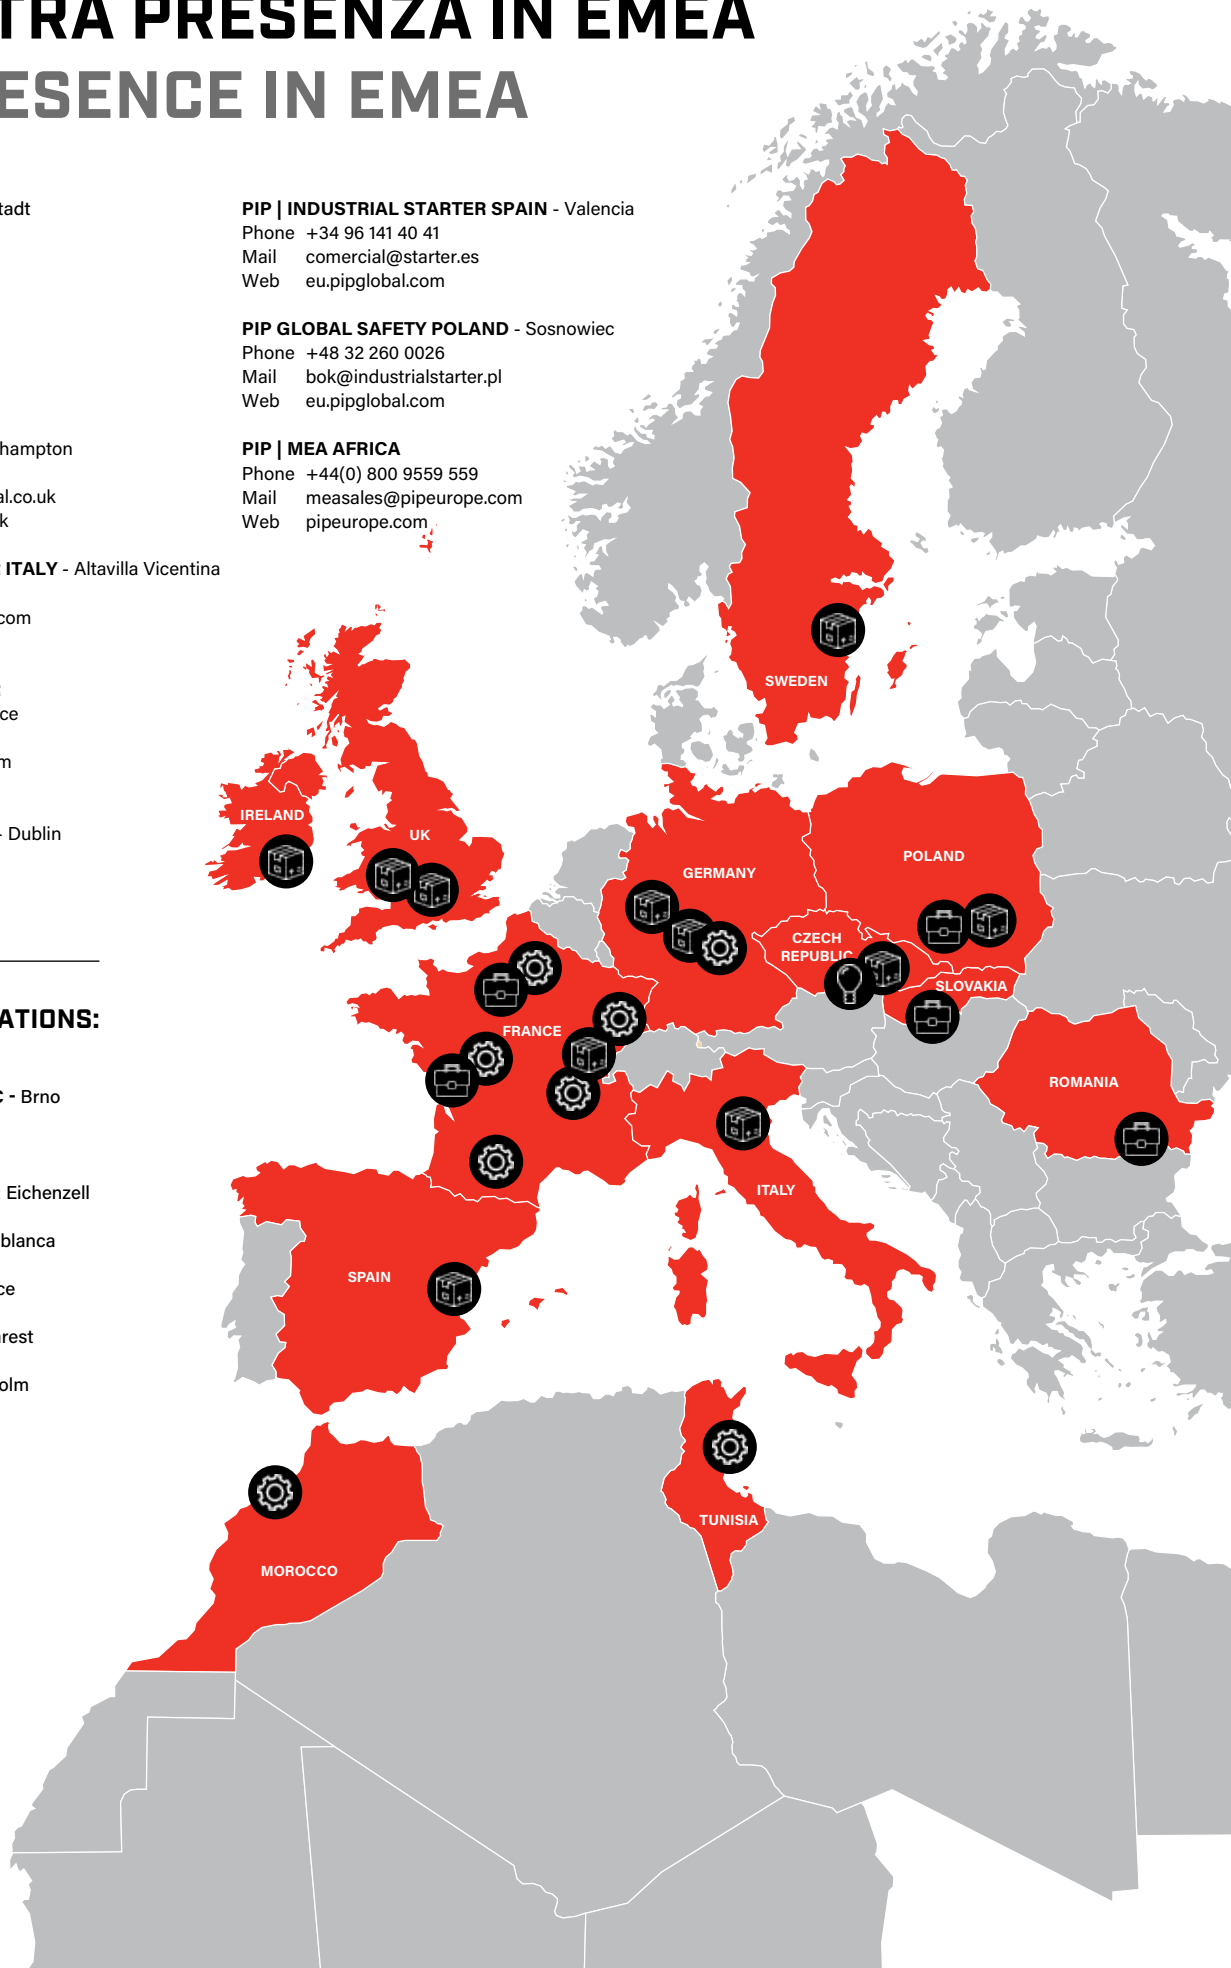 TRA PRESENZA IN EMEA
ESENCE IN EMEA
tadt
hampton
al.co.uk
k
ITALY - Altavilla Vicentina
com
ce
m
- Dublin
ATIONS:
C - Brno
Eichenzell
blanca
ce
rest
olm
PIP | INDUSTRIAL STARTER SPAIN - Valencia
Phone +34 96 141 40 41
Mail comercial@starter.es
Web eu.pipglobal.com
PIP GLOBAL SAFETY POLAND - Sosnowiec
Phone +48 32 260 0026
Mail bok@industrialstarter.pl
Web eu.pipglobal.com
PIP | MEA AFRICA
Phone +44(0) 800 9559 559
Mail measales@pipeurope.com
Web pipeurope.com
SWEDEN
IRELAND
UK
GERMANY
POLAND
CZECH
REPUBLIC
SLOVAKIA
FRANCE
ROMANIA
ITALY
SPAIN
TUNISIA
MOROCCO